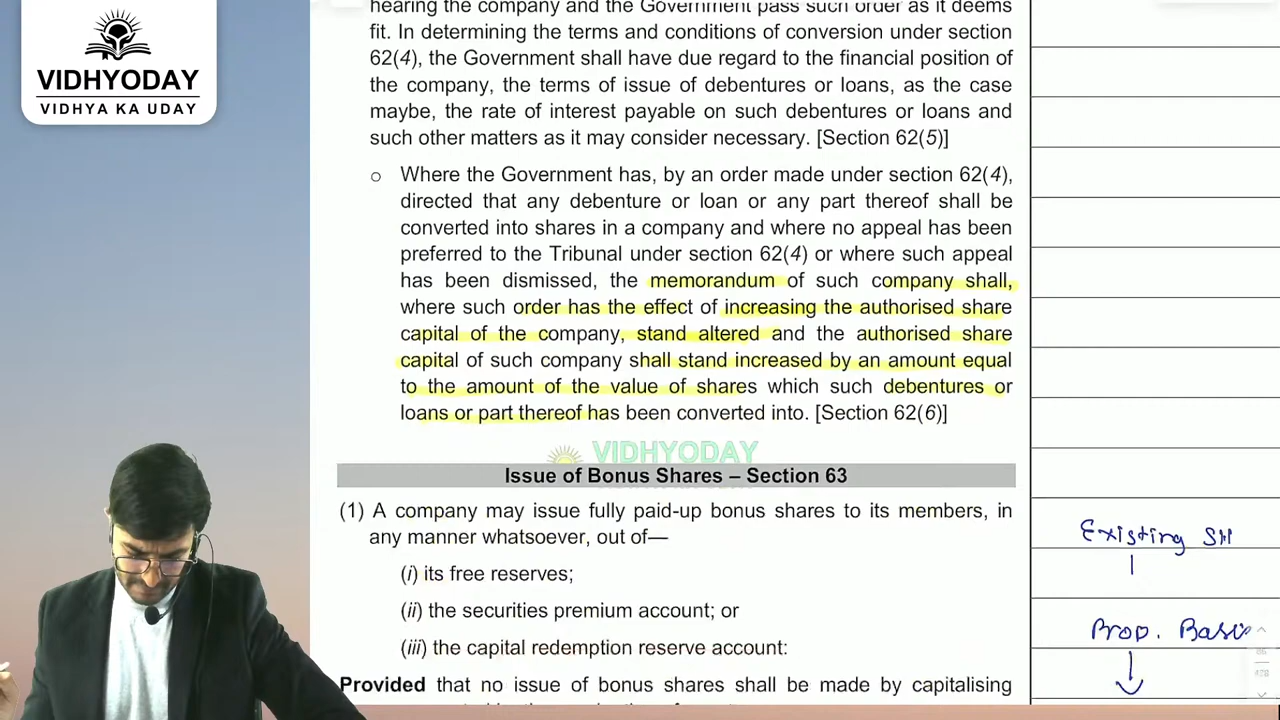 VIDHYODAY
VIDHYA KA UDAY
hearing the company and the Government pass such order as it deems
fit. In determining the terms and conditions of conversion under section
62(4), the Government shall have due regard to the financial position of
the company, the terms of issue of debentures or loans, as the case
maybe, the rate of interest payable on such debentures or loans and
such other matters as it may consider necessary. [Section 62(5)]
o Where the Government has, by an order made under section 62(4),
directed that any debenture or loan or any part thereof shall be
converted into shares in a company and where no appeal has been
preferred to the Tribunal under section 62(4) or where such appeal
has been dismissed, the memorandum of such company shall,
where such order has the effect of increasing the authorised share
capital of the company, stand altered and the authorised share
capital of such company shall stand increased by an amount equal
to the amount of the value of shares which such debentures or
loans or part thereof has been converted into. [Section 62(6)]
VIDHYODAY
Issue of Bonus Shares – Section 63
(1) A company may issue fully paid-up bonus shares to its members, in
any manner whatsoever, out of—
(i) its free reserves;
(ii) the securities premium account; or
(iii) the capital redemption reserve account:
Provided that no issue of bonus shares shall be made by capitalising
Existing SH
Prop. Basis